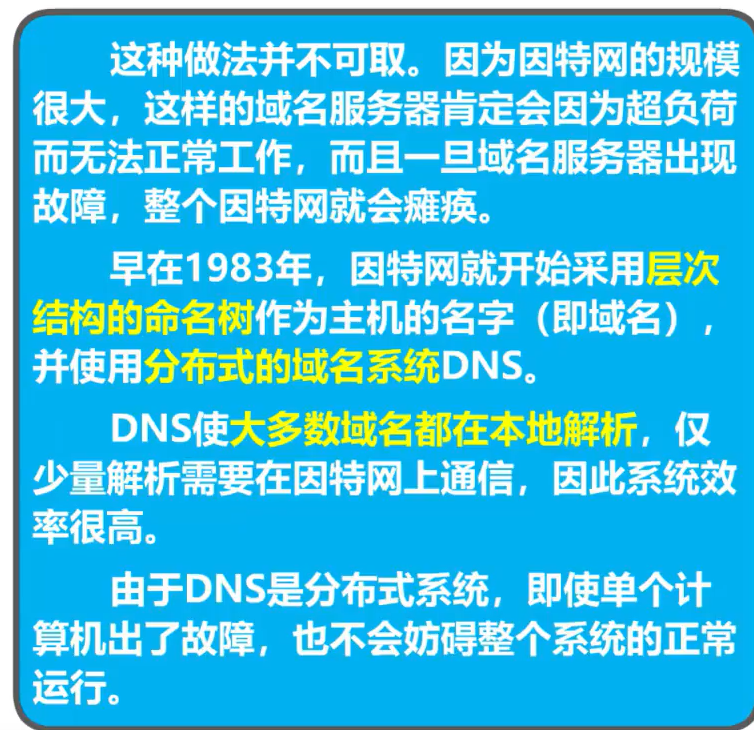 这种做法并不可取。因为因特网的规模
很大，这样的域名服务器肯定会因为超负荷
而无法正常工作，而且一旦域名服务器出现
故障，整个因特网就会瘫痪。
早在1983年，因特网就开始采用层次
结构的命名树作为主机的名字（即域名），
并使用分布式的域名系统DNS。
DNS使大多数域名都在本地解析，仅
少量解析需要在因特网上通信，因此系统效
率很高。
由于DNS是分布式系统，即使单个计
算机出了故障，也不会妨碍整个系统的正常
运行。